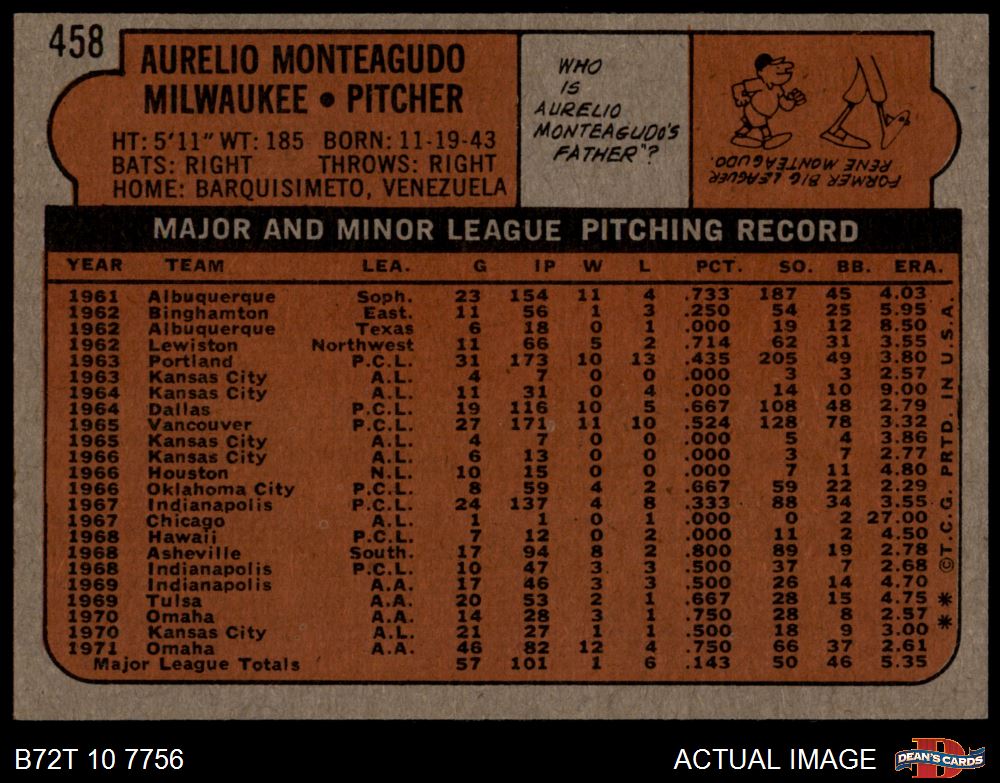 458
AURELIO MONTEAGUDO
MILWAUKEE • PITCHER
HT: 5'11" WT: 185 BORN: 11-19-43
BATS: RIGHT THROWS: RIGHT
HOME: BARQUISIMETO, VENEZUELA
WHO
IS
AURELIO
MONTEAGUDO'S
FATHER"?
FORMER BIG LEAGUER
RENE MONTEAGUDO.
MAJOR AND MINOR LEAGUE PITCHING RECORD
YEAR TEAM LEA. G IP W L PCT. SO. BB. ERA.
1961 Albuquerque Soph. 23 154 11 4 .733 187 45 4.03
1962 Binghamton East. 11 56 1 3 .250 54 25 5.95
1962 Albuquerque Texas 6 18 0 1 .000 19 12 8.50
1962 Lewiston Northwest 11 66 5 2 .714 62 31 3.55
1963 Portland P.C.L. 31 173 10 13 .435 205 49 3.80
1963 Kansas City A.L. 4 7 0 0 .000 3 3 2.57
1964 Kansas City A.L. 11 31 0 4 .000 14 10 9.00
1964 Dallas P.C.L. 19 116 10 5 .667 108 48 2.79
1965 Vancouver P.C.L. 27 171 11 10 .524 128 78 3.32
1965 Kansas City A.L. 4 7 0 0 .000 5 4 3.86
1966 Kansas City A.L. 6 13 0 0 .000 3 7 2.77
1966 Houston N.L. 10 15 0 0 .000 7 11 4.80
1966 Oklahoma City P.C.L. 8 59 4 2 .667 59 22 2.29
1967 Indianapolis P.C.L. 24 137 4 8 .333 88 34 3.55
1967 Chicago A.L. 1 1 0 1 .000 0 2 27.00
1968 Hawaii P.C.L. 7 12 0 2 .000 11 2 4.50
1968 Asheville South. 17 94 8 2 .800 89 19 2.78
1968 Indianapolis P.C.L. 10 47 3 3 .500 37 7 2.68
1969 Indianapolis A.A. 17 46 3 3 .500 26 14 4.70
1969 Tulsa A.A. 20 53 2 1 .667 28 15 4.75
1970 Omaha A.A. 14 28 3 1 .750 28 8 2.57
1970 Kansas City A.L. 21 27 1 1 .500 18 9 3.00
1971 Omaha A.A. 46 82 12 4 .750 66 37 2.61
Major League Totals 57 101 1 6 .143 50 46 5.35
**©T.C.G. PRTD. IN U.S.A.
B72T 10 7756
ACTUAL IMAGE
D
DEAN'S CARDS